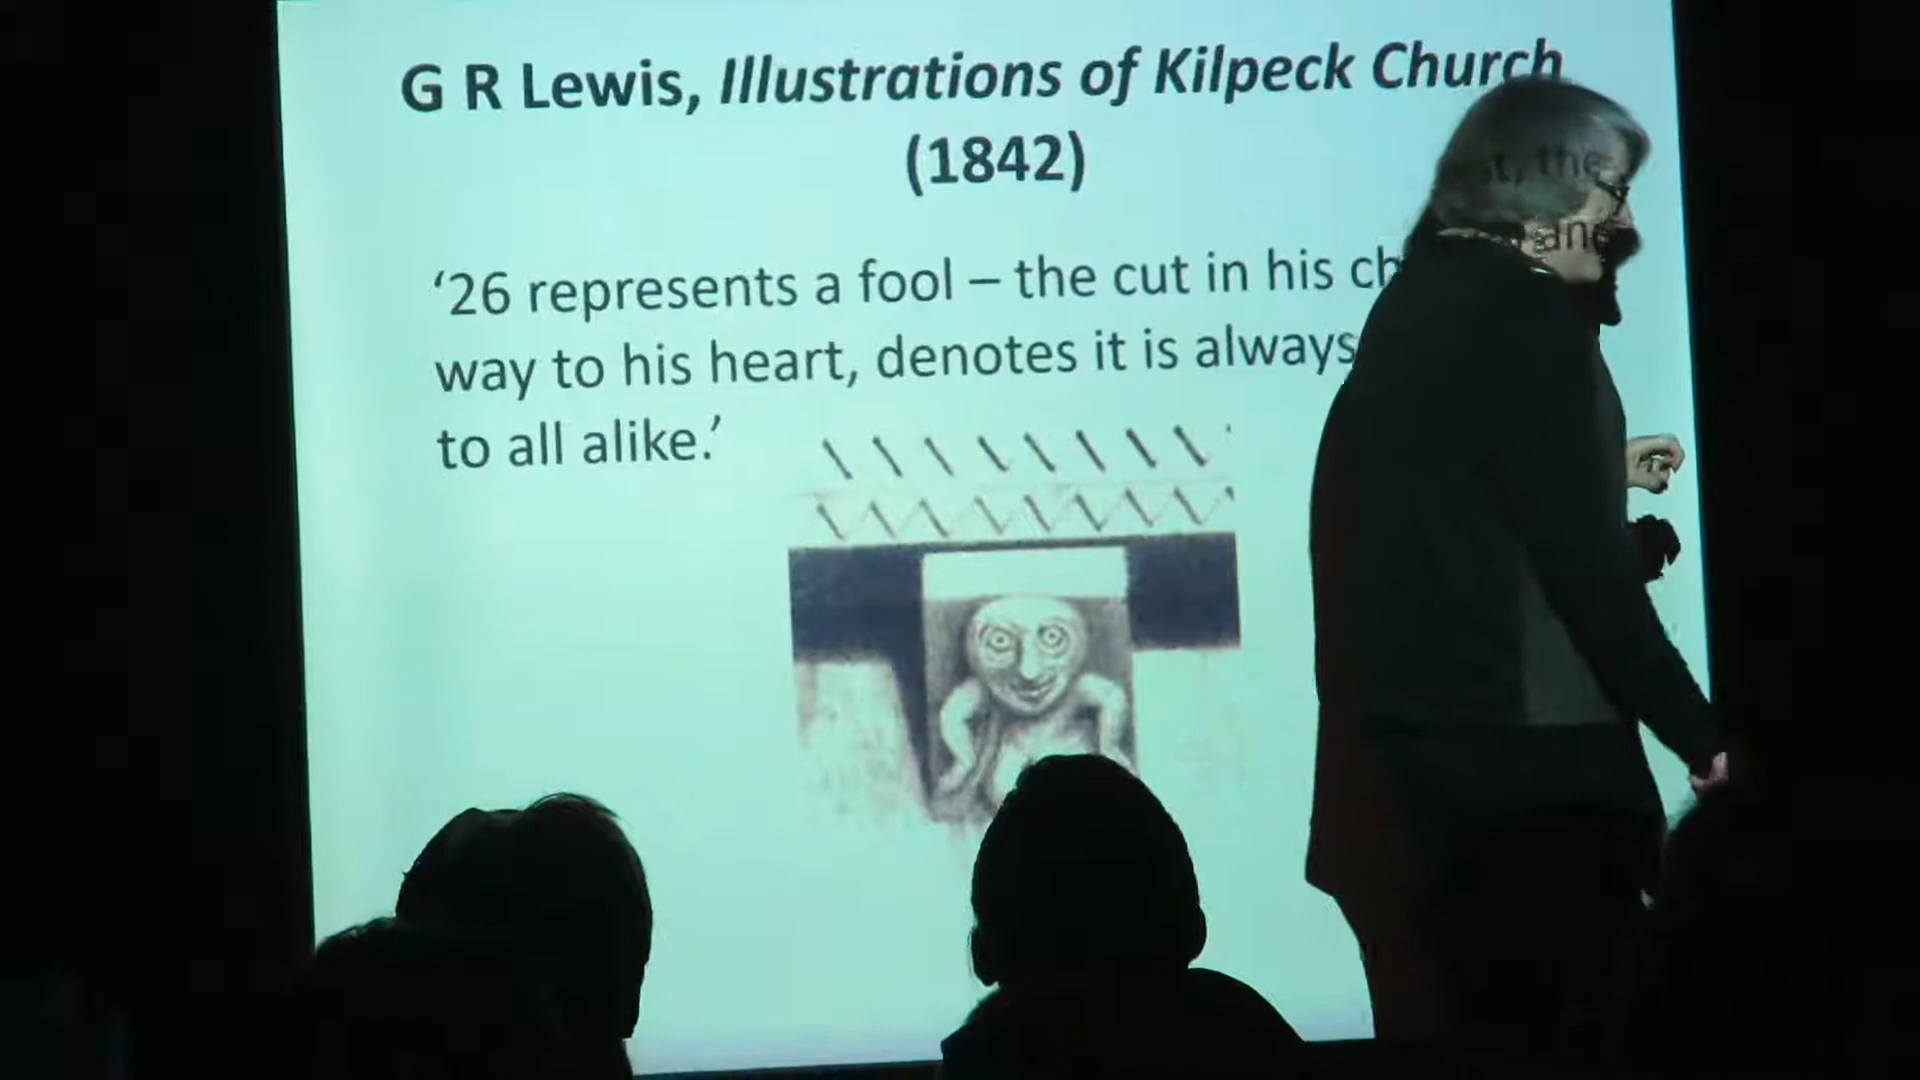 G R Lewis, Illustrations of Kilpeck Church
(1842)
‘26 represents a fool – the cut in his ch t, the
way to his heart, denotes it is always
to all alike.’